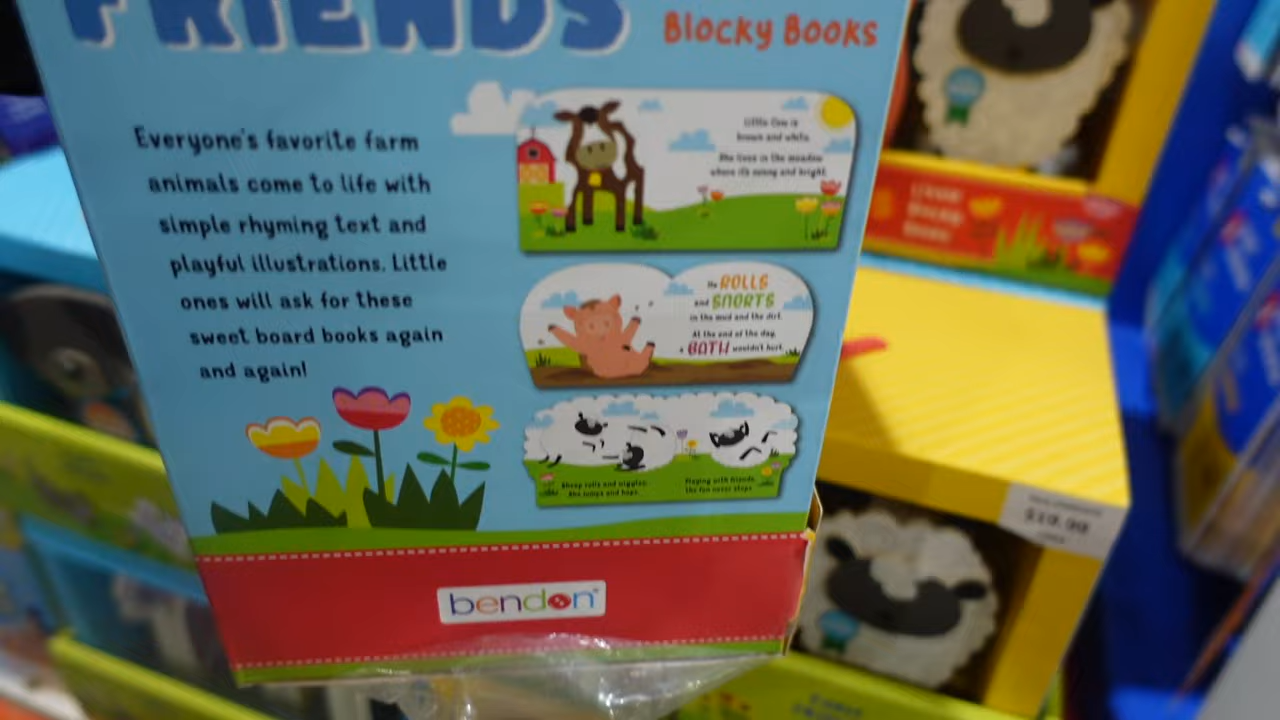 FRIENDS
Blocky Books
Everyone's favorite farm
animals come to life with
simple rhyming text and
playful illustrations. Little
ones will ask for these
sweet board books again
and again!
Little Cow is
brown and white.
She lives in the meadow
where it's sunny and bright.
He ROLLS
and SNORTS
in the mud and the dirt.
At the end of the day,
a BATH wouldn't hurt.
Sheep rolls and wiggles.
She jumps and hops.
Playing with friends,
the fun never stops.
bendon
$19.99